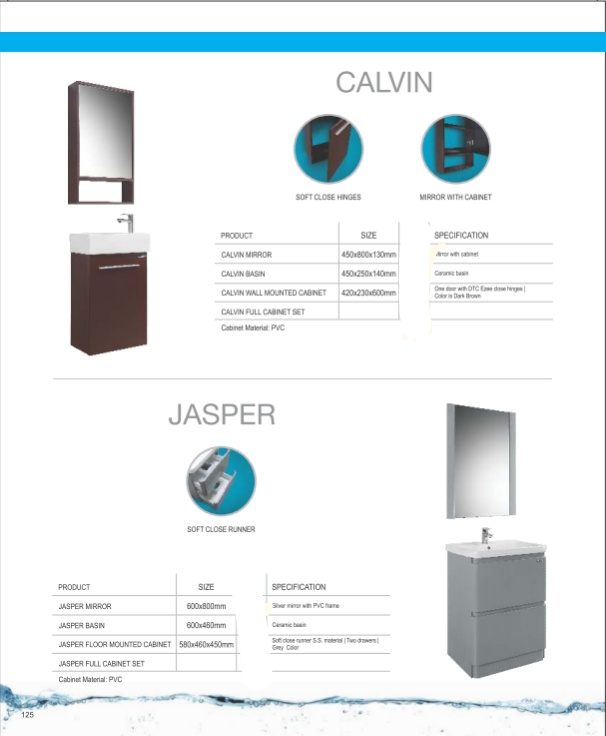 CALVIN
SOFT CLOSE HINGES
MIRROR WITH CABINET
PRODUCT SIZE SPECIFICATION
CALVIN MIRROR 450x800x130mm Mirror with cabinet
CALVIN BASIN 450x250x140mm Ceramic basin
CALVIN WALL MOUNTED CABINET 420x230x600mm One door with DTC Ezee close hinges |
Color is Dark Brown
CALVIN FULL CABINET SET
Cabinet Material: PVC
JASPER
SOFT CLOSE RUNNER
PRODUCT SIZE SPECIFICATION
JASPER MIRROR 600x800mm Silver mirror with PVC frame
JASPER BASIN 600x460mm Ceramic basin
JASPER FLOOR MOUNTED CABINET 580x460x450mm Soft close runner S.S. material | Two drawers |
Grey Color
JASPER FULL CABINET SET
Cabinet Material: PVC
125